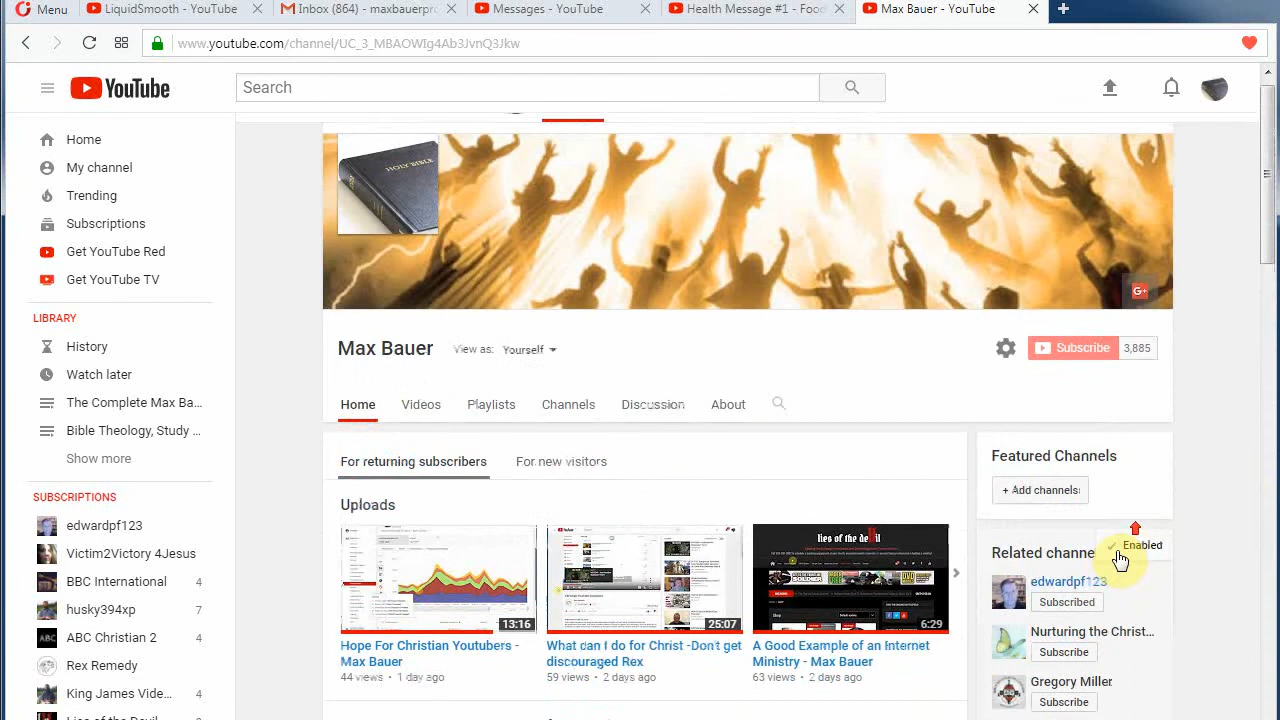 Menu
LiquidSmooth - YouTube
Inbox (864) - maxbauerpr
Messages - YouTube
Health Message #1 - Food
Max Bauer - YouTube
www.youtube.com/channel/UC_3_MBAOWIg4Ab3JvnQ3Jkw
YouTube
Search
Home
My channel
Trending
Subscriptions
Get YouTube Red
Get YouTube TV
LIBRARY
History
Watch later
The Complete Max Ba...
Bible Theology, Study ...
Show more
SUBSCRIPTIONS
edwardpf123
Victim2Victory 4Jesus
BBC International 4
sky394xp 7
ABC Christian 2 4
Rex Remedy
King James Vide... 4
HOLY BIBLE
G+
Max Bauer
View as: Yourself
Subscribe 3,885
Home Videos Playlists Channels Discussion About
For returning subscribers For new visitors
Uploads
13:16
25:07
lies of the devil
6:29
Hope For Christian Youtubers -
Max Bauer
44 views • 1 day ago
What can I do for Christ -Don't get
discouraged Rex
59 views • 2 days ago
A Good Example of an Internet
Ministry - Max Bauer
63 views • 2 days ago
Featured Channels
+ Add channels
Enabled
Related channe
edwardpf123
Subscribed
Nurturing the Christ...
Subscribe
Gregory Miller
Subscribe